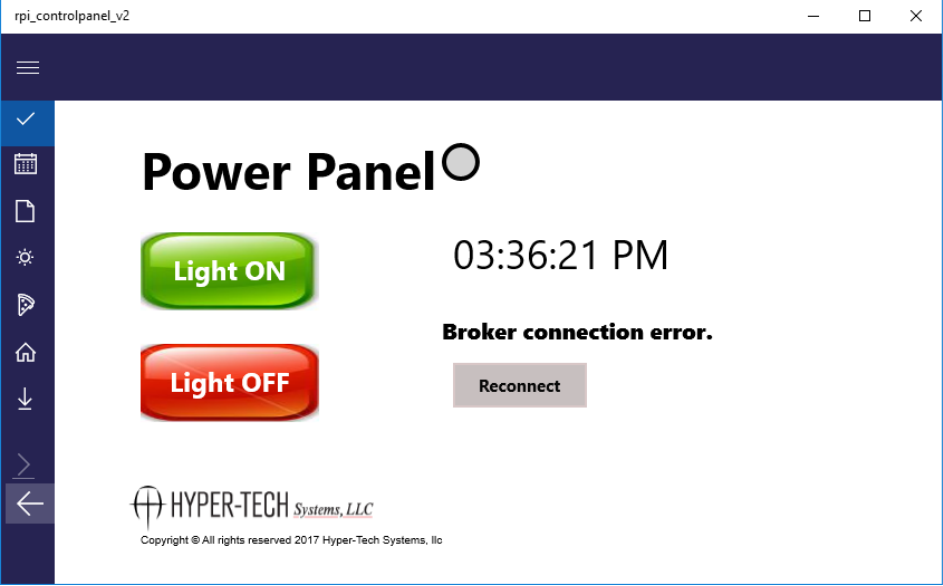 rpi_controlpanel_v2
Power Panel
Light ON
03:36:21 PM
Broker connection error.
Light OFF
Reconnect
HYPER-TECH Systems, LLC
Copyright © All rights reserved 2017 Hyper-Tech Systems, llc